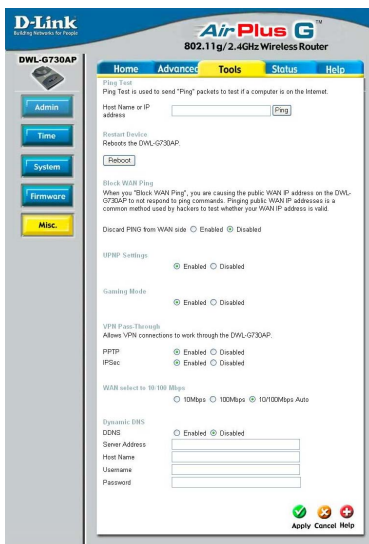 D-Link
Building Networks for People
Air Plus G™
802.11g/2.4GHz Wireless Router
DWL-G730AP
Home Advanced Tools Status Help
Admin
Time
System
Firmware
Misc.
Ping Test
Ping Test is used to send "Ping" packets to test if a computer is on the Internet.
Host Name or IP
address
Ping
Restart Device
Reboots the DWL-G730AP.
Reboot
Block WAN Ping
When you "Block WAN Ping", you are causing the public WAN IP address on the DWL-
G730AP to not respond to ping commands. Pinging public WAN IP addresses is a
common method used by hackers to test whether your WAN IP address is valid.
Discard PING from WAN side Enabled Disabled
UPNP Settings
Enabled Disabled
Gaming Mode
Enabled Disabled
VPN Pass-Through
Allows VPN connections to work through the DWL-G730AP.
PPTP Enabled Disabled
IPSec Enabled Disabled
WAN select to 10/100 Mbps
10Mbps 100Mbps 10/100Mbps Auto
Dynamic DNS
DDNS Enabled Disabled
Server Address
Host Name
Username
Password
Apply Cancel Help